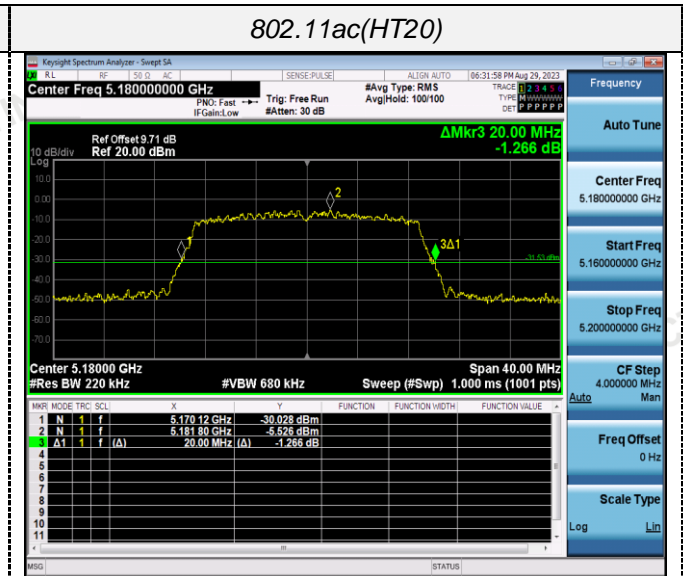 802.11ac(HT20)
Keysight Spectrum Analyzer - Swept SA
RL RF 50 Ω AC SENSE:PULSE ALIGN AUTO 06:31:58 PM Aug 29, 2023
Center Freq 5.180000000 GHz #Avg Type: RMS TRACE 1 2 3 4 5 6
PNO: Fast Trig: Free Run Avg|Hold: 100/100 TYPE M WWWWW
IFGain:Low #Atten: 30 dB DET P P P P P P
Ref Offset 9.71 dB ΔMkr3 20.00 MHz
10 dB/div Ref 20.00 dBm -1.266 dB
Log
10.0
0.00
-10.0
-20.0
-30.0
-40.0
-50.0
-60.0
-70.0
2
3Δ1
-31.53 dBm
Center 5.18000 GHz Span 40.00 MHz
#Res BW 220 kHz #VBW 680 kHz Sweep (#Swp) 1.000 ms (1001 pts)
MKR MODE TRC SCL X Y FUNCTION FUNCTION WIDTH FUNCTION VALUE
1 N 1 f 5.170 12 GHz -30.028 dBm
2 N 1 f 5.181 80 GHz -5.526 dBm
3 Δ1 1 f (Δ) 20.00 MHz (Δ) -1.266 dB
4
5
6
7
8
9
10
11
MSG STATUS
Frequency
Auto Tune
Center Freq
5.180000000 GHz
Start Freq
5.160000000 GHz
Stop Freq
5.200000000 GHz
CF Step
4.000000 MHz
Auto Man
Freq Offset
0 Hz
Scale Type
Log Lin